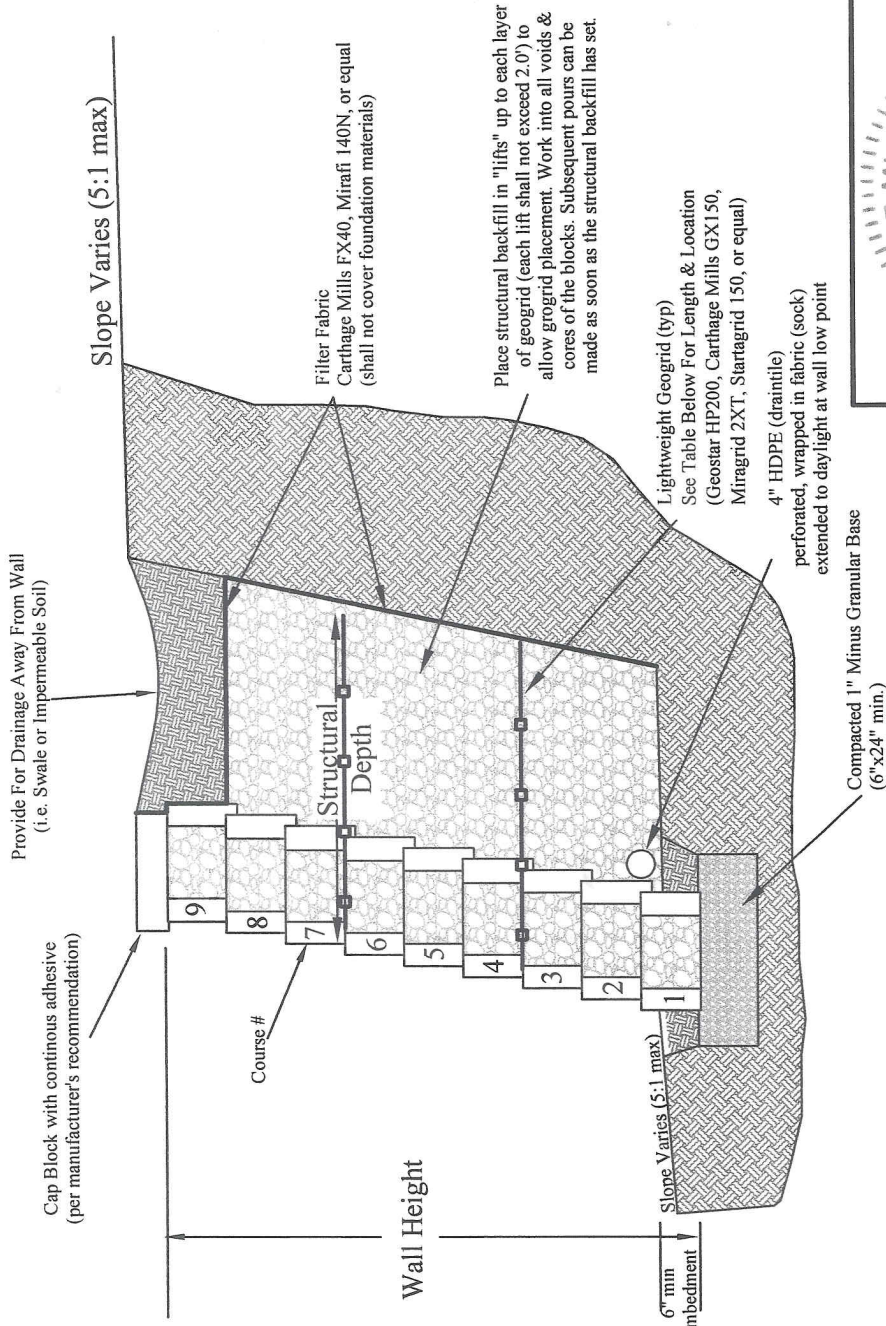 Slope Varies (5:1 max)
Provide For Drainage Away From Wall
(i.e. Swale or Impermeable Soil)
Cap Block with continous adhesive
(per manufacturer's recommendation)
Filter Fabric
Carthage Mills FX40, Mirafi 140N, or equal
(shall not cover foundation materials)
Place structural backfill in "lifts" up to each layer
of geogrid (each lift shall not exceed 2.0') to
allow grogrid placement. Work into all voids &
cores of the blocks. Subsequent pours can be
made as soon as the structural backfill has set.
Lightweight Geogrid (typ)
See Table Below For Length & Location
(Geostar HP200, Carthage Mills GX150,
Miragrid 2XT, Startagrid 150, or equal)
4" HDPE (draintile)
perforated, wrapped in fabric (sock)
extended to daylight at wall low point
Compacted 1" Minus Granular Base
(6"x24" min.)
Structural
Depth
Course #
9
8
7
6
5
4
3
2
1
Wall Height
Slope Varies (5:1 max)
6" min
mbedment